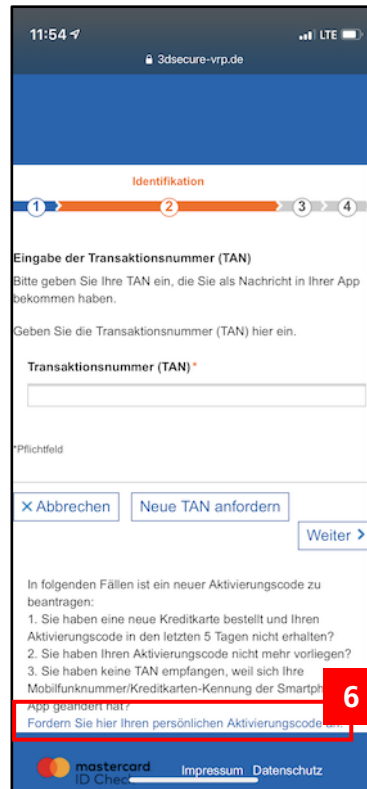 11:54
LTE
3dsecure-vrp.de
Identifikation
1 2 3 4
Eingabe der Transaktionsnummer (TAN)
Bitte geben Sie Ihre TAN ein, die Sie als Nachricht in Ihrer App
bekommen haben.
Geben Sie die Transaktionsnummer (TAN) hier ein.
Transaktionsnummer (TAN)*
*Pflichtfeld
Abbrechen
Neue TAN anfordern
Weiter
In folgenden Fällen ist ein neuer Aktivierungscode zu
beantragen:
1. Sie haben eine neue Kreditkarte bestellt und Ihren
Aktivierungscode in den letzten 5 Tagen nicht erhalten?
2. Sie haben Ihren Aktivierungscode nicht mehr vorliegen?
3. Sie haben keine TAN empfangen, weil sich Ihre
Mobilfunknummer/Kreditkarten-Kennung der Smartph
App geändert hat?
6
Fordern Sie hier Ihren persönlichen Aktivierungscode an.
mastercard
ID Check
Impressum Datenschutz